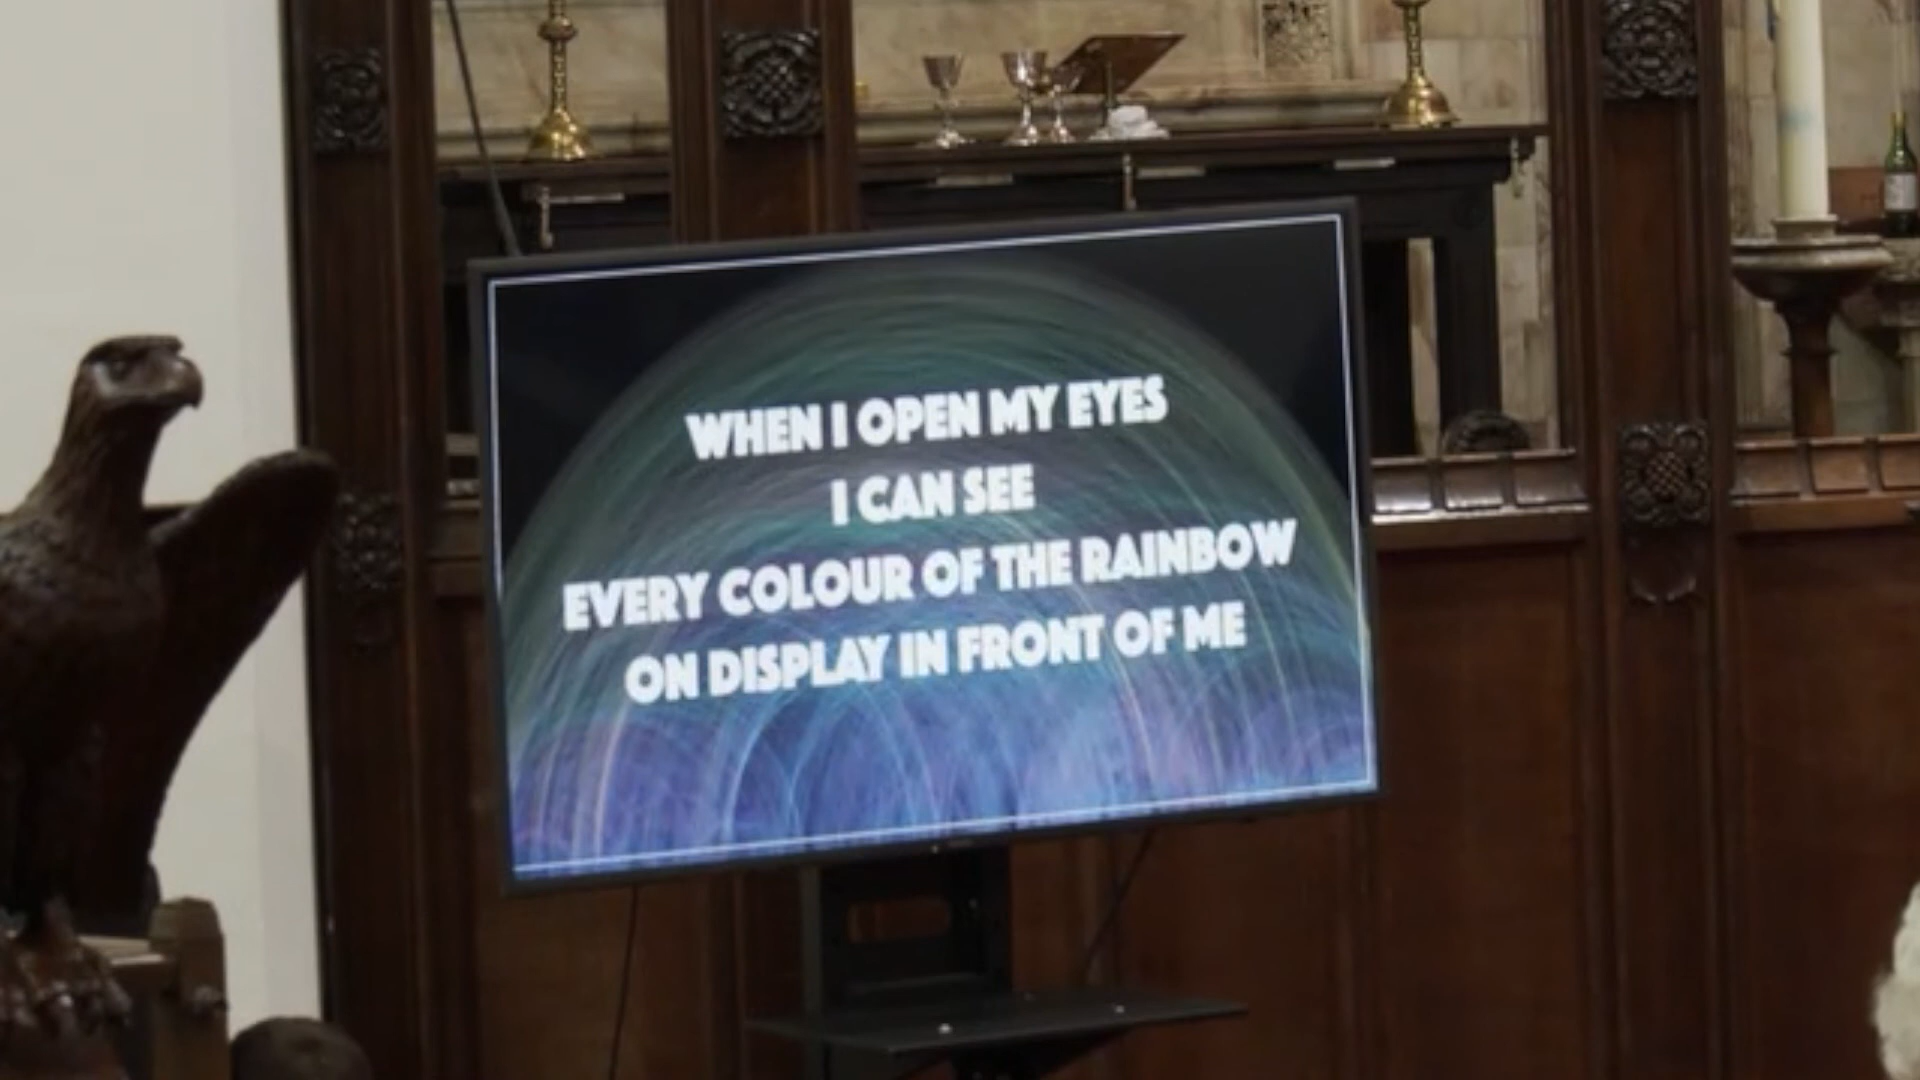 WHEN I OPEN MY EYES
I CAN SEE
EVERY COLOUR OF THE RAINBOW
ON DISPLAY IN FRONT OF ME